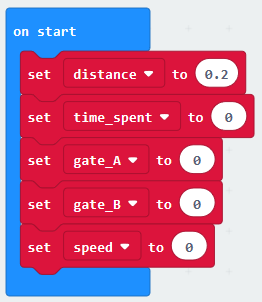 on start
set distance to 0.2
set time_spent to 0
set gate_A to 0
set gate_B to 0
set speed to 0